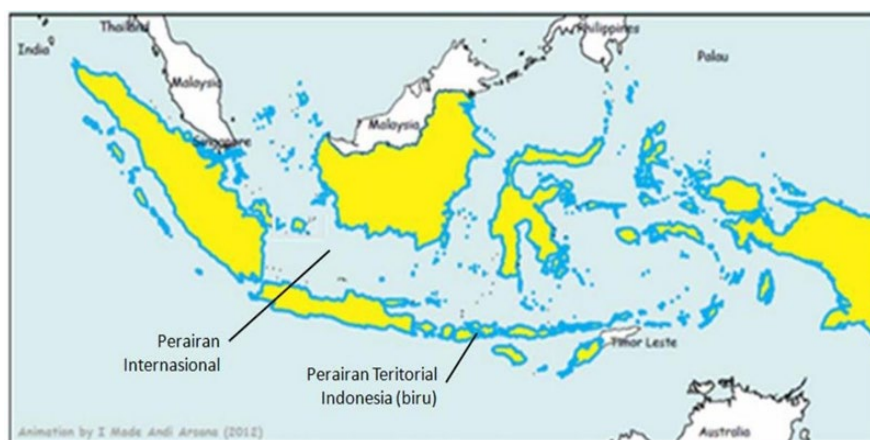 Thailand
Philippines
India
Palau
Malaysia
Malaysia
Singapore
Perairan
Internasional
Timor Leste
Perairan Teritorial
Indonesia (biru)
Animation by I Made Andi Arsana (2012)
Australia